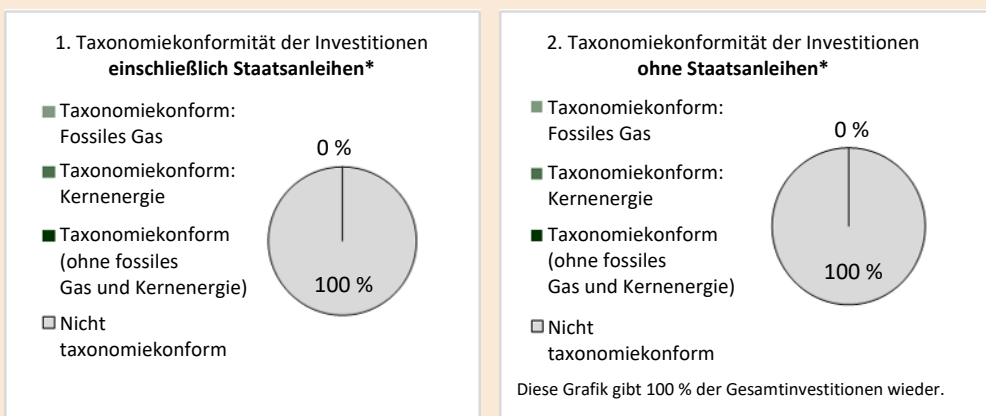 1. Taxonomiekonformität der Investitionen
einschließlich Staatsanleihen*
Taxonomiekonform:
Fossiles Gas
Taxonomiekonform:
Kernenergie
Taxonomiekonform
(ohne fossiles
Gas und Kernenergie)
Nicht
taxonomiekonform
0 %
100 %
2. Taxonomiekonformität der Investitionen
ohne Staatsanleihen*
Taxonomiekonform:
Fossiles Gas
Taxonomiekonform:
Kernenergie
Taxonomiekonform
(ohne fossiles
Gas und Kernenergie)
Nicht
taxonomiekonform
0 %
100 %
Diese Grafik gibt 100 % der Gesamtinvestitionen wieder.